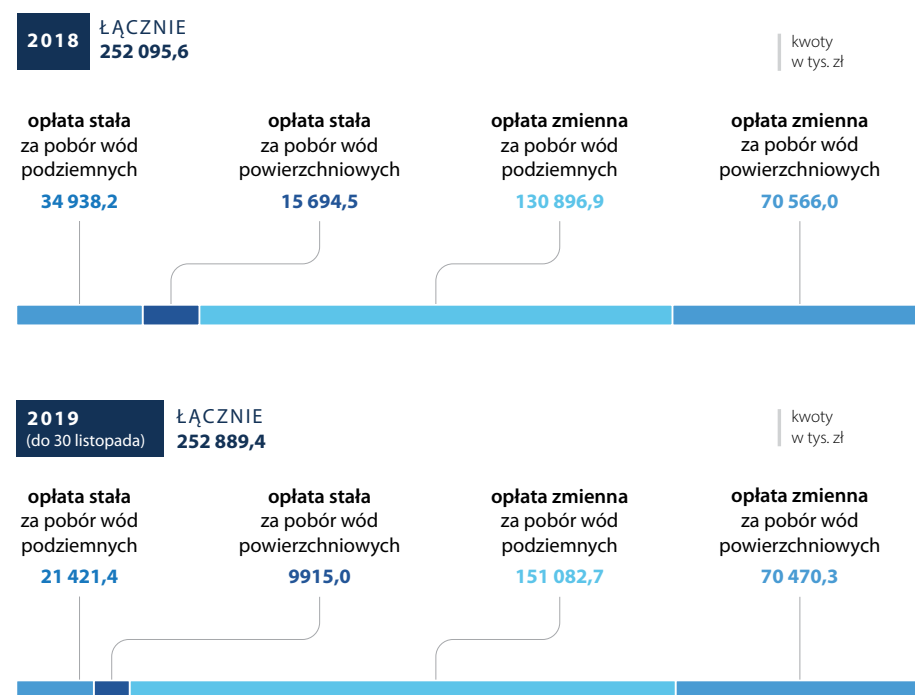 2018
ŁĄCZNIE
252 095,6
kwoty
w tys. zł
opłata stała
za pobór wód
podziemnych
34 938,2
opłata stała
za pobór wód
powierzchniowych
15 694,5
opłata zmienna
za pobór wód
podziemnych
130 896,9
opłata zmienna
za pobór wód
powierzchniowych
70 566,0
2019
(do 30 listopada)
ŁĄCZNIE
252 889,4
kwoty
w tys. zł
opłata stała
za pobór wód
podziemnych
21 421,4
opłata stała
za pobór wód
powierzchniowych
9915,0
opłata zmienna
za pobór wód
podziemnych
151 082,7
opłata zmienna
za pobór wód
powierzchniowych
70 470,3